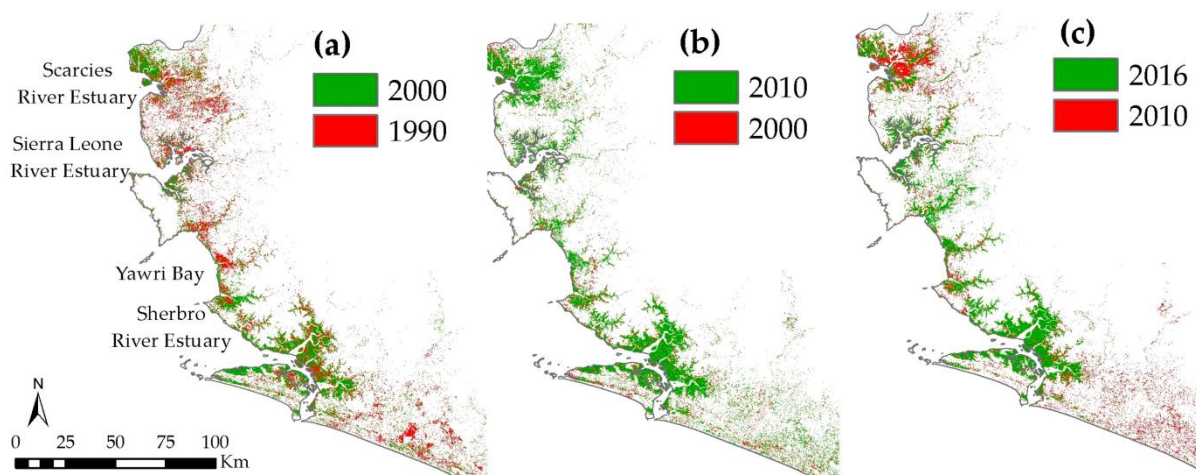 (a)
2000
1990
(b)
2010
2000
(c)
2016
2010
Scarcies
River Estuary
Sierra Leone
River Estuary
Yawri Bay
Sherbro
River Estuary
N
0 25 50 75 100
Km